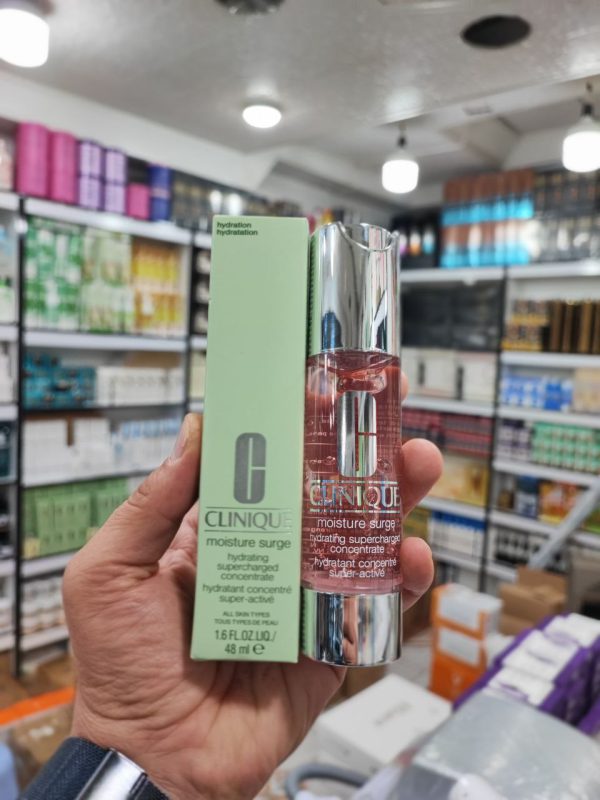 hydration
hydratation
CLINIQUE
moisture surge
hydrating
supercharged
concentrate
hydratant concentré
super-activé
ALL SKIN TYPES
TOUS TYPES DE PEAU
1.6 FL.OZ.LIQ./
48 ml e
CLINIQUE
moisture surge
hydrating supercharged
concentrate
hydratant concentré
super-activé